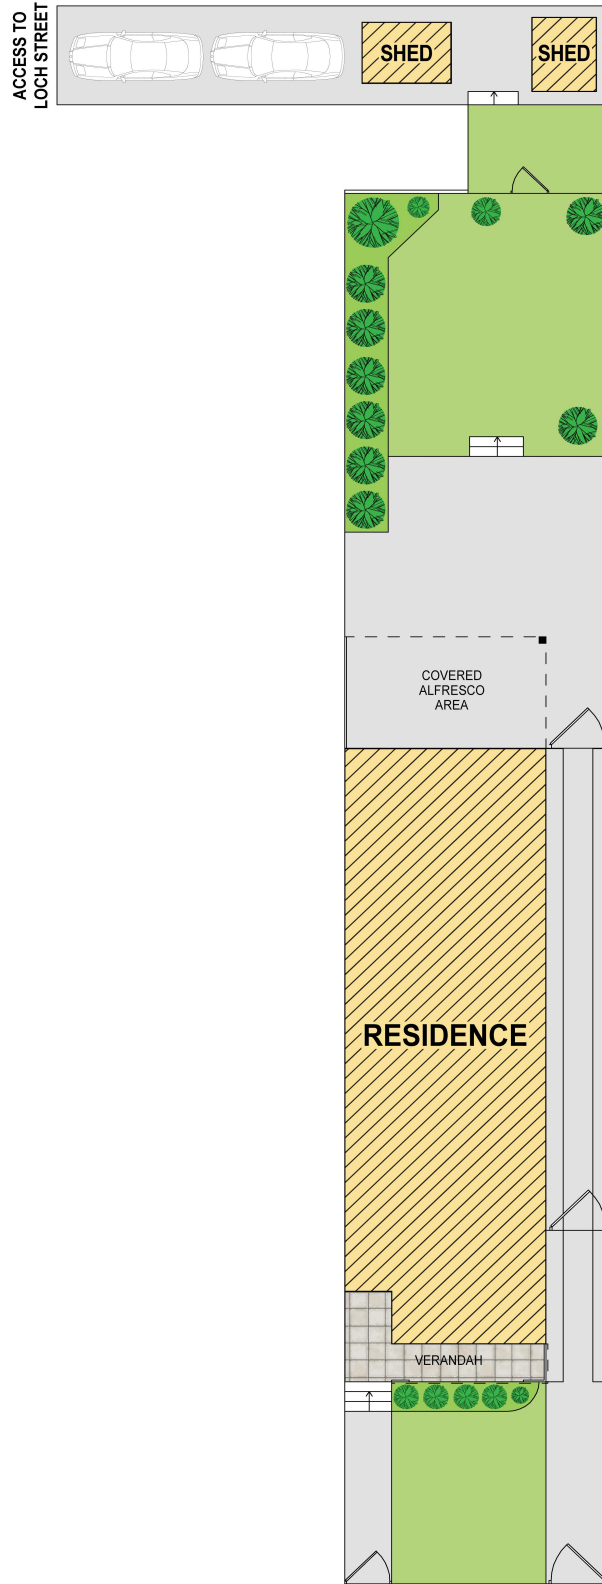 ACCESS TO
LOCH STREET
SHED
SHED
COVERED
ALFRESCO
AREA
RESIDENCE
VERANDAH